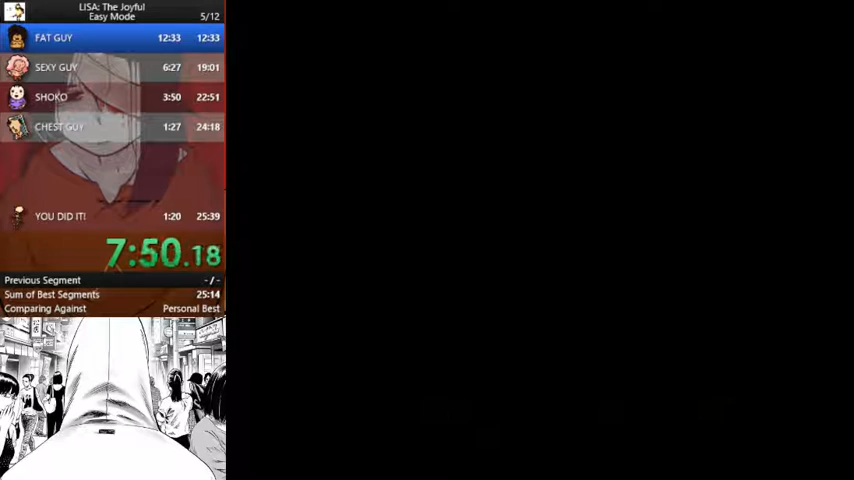 LISA: The Joyful
Easy Mode 5/12
FAT GUY 12:33 12:33
SEXY GUY 6:27 19:01
SHOKO 3:50 22:51
CHEST GUY 1:27 24:18
YOU DID IT! 1:20 25:39
7:50.18
Previous Segment - / -
Sum of Best Segments 25:14
Comparing Against Personal Best